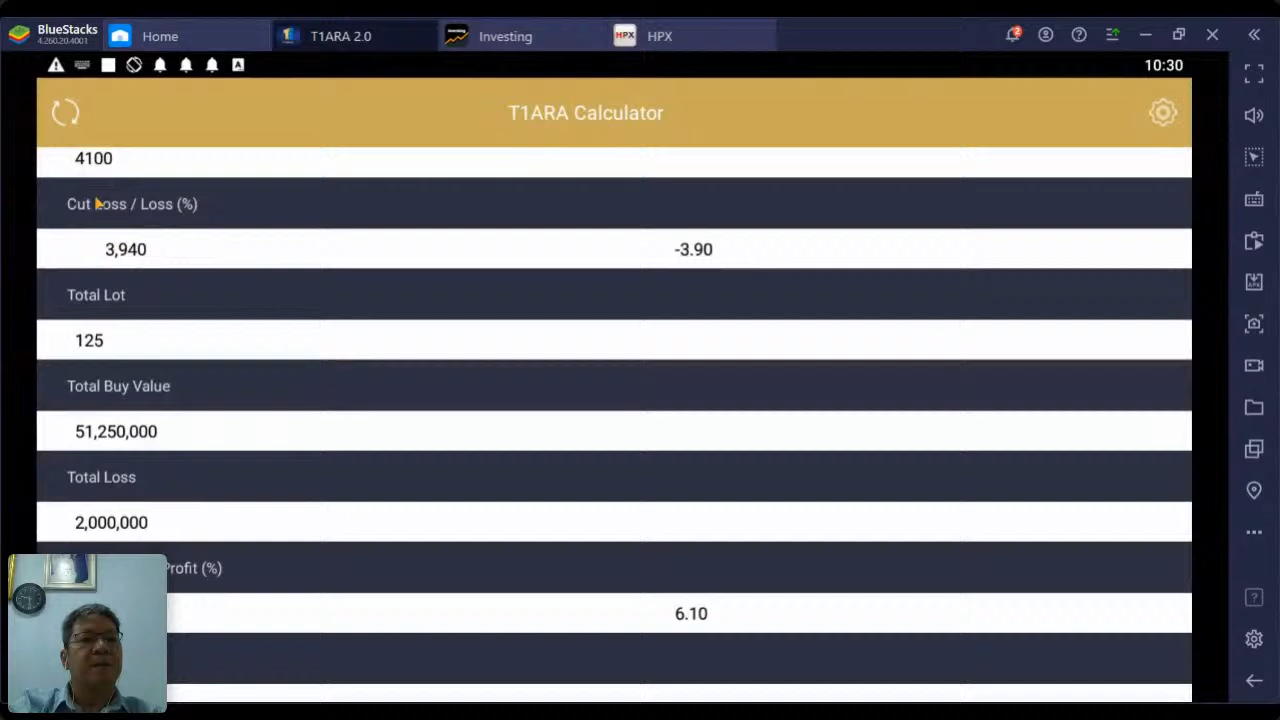 BlueStacks
4.260.20.4001
Home
T1ARA 2.0
Investing
HPX
HPX
2
10:30
T1ARA Calculator
4100
Cut Loss / Loss (%)
3,940 -3.90
Total Lot
125
Total Buy Value
51,250,000
Total Loss
2,000,000
Profit (%)
6.10